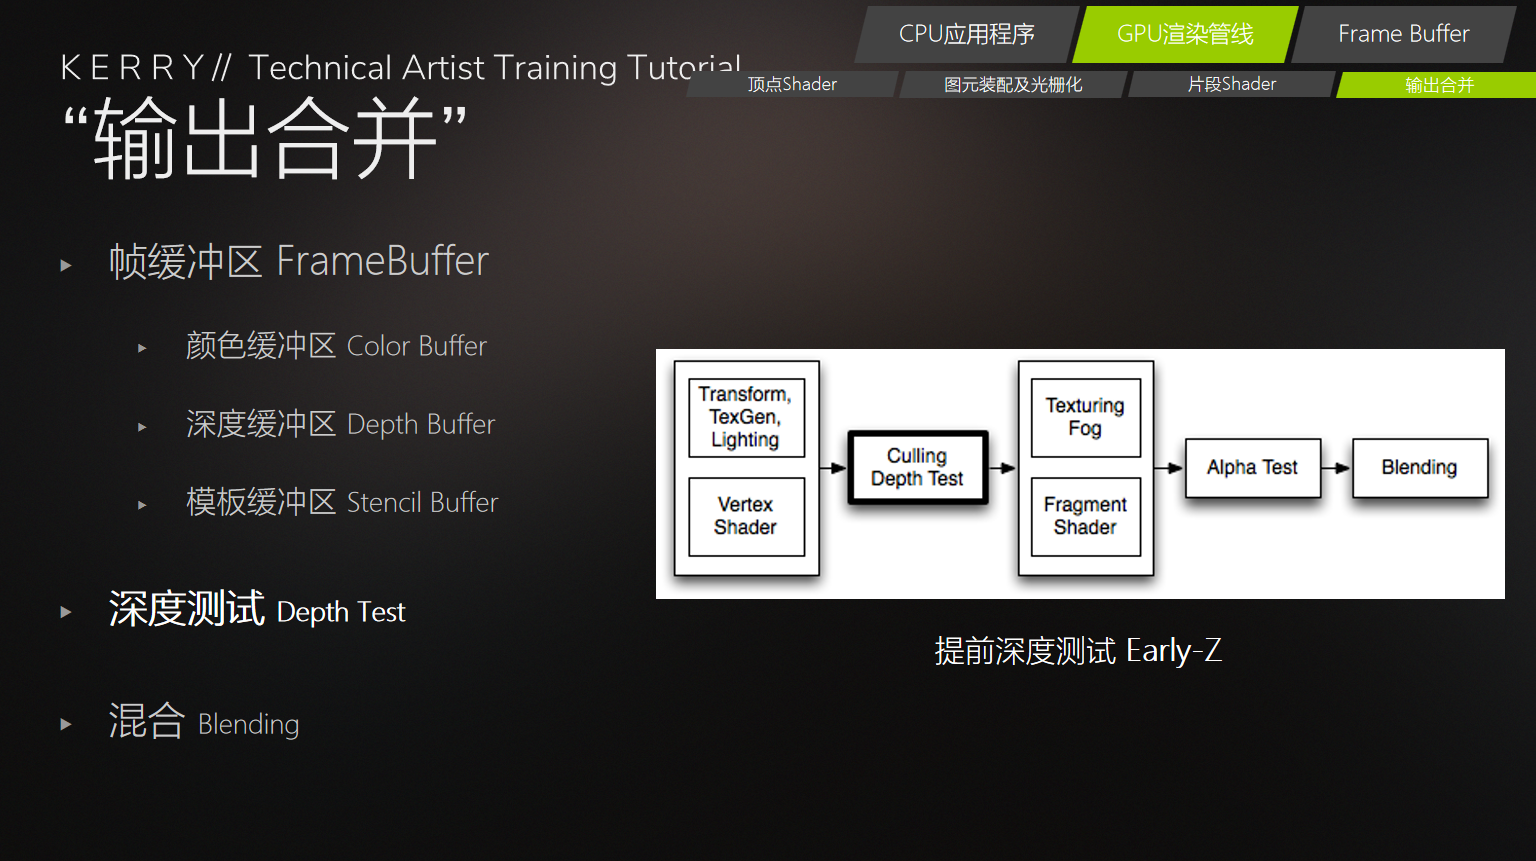 CPU应用程序
GPU渲染管线
Frame Buffer
KERRY// Technical Artist Training Tutorial
顶点Shader
图元装配及光栅化
片段Shader
输出合并
“输出合并”
帧缓冲区 FrameBuffer
颜色缓冲区 Color Buffer
深度缓冲区 Depth Buffer
模板缓冲区 Stencil Buffer
深度测试 Depth Test
混合 Blending
Transform,
TexGen,
Lighting
Vertex
Shader
Culling
Depth Test
Texturing
Fog
Fragment
Shader
Alpha Test
Blending
提前深度测试 Early-Z